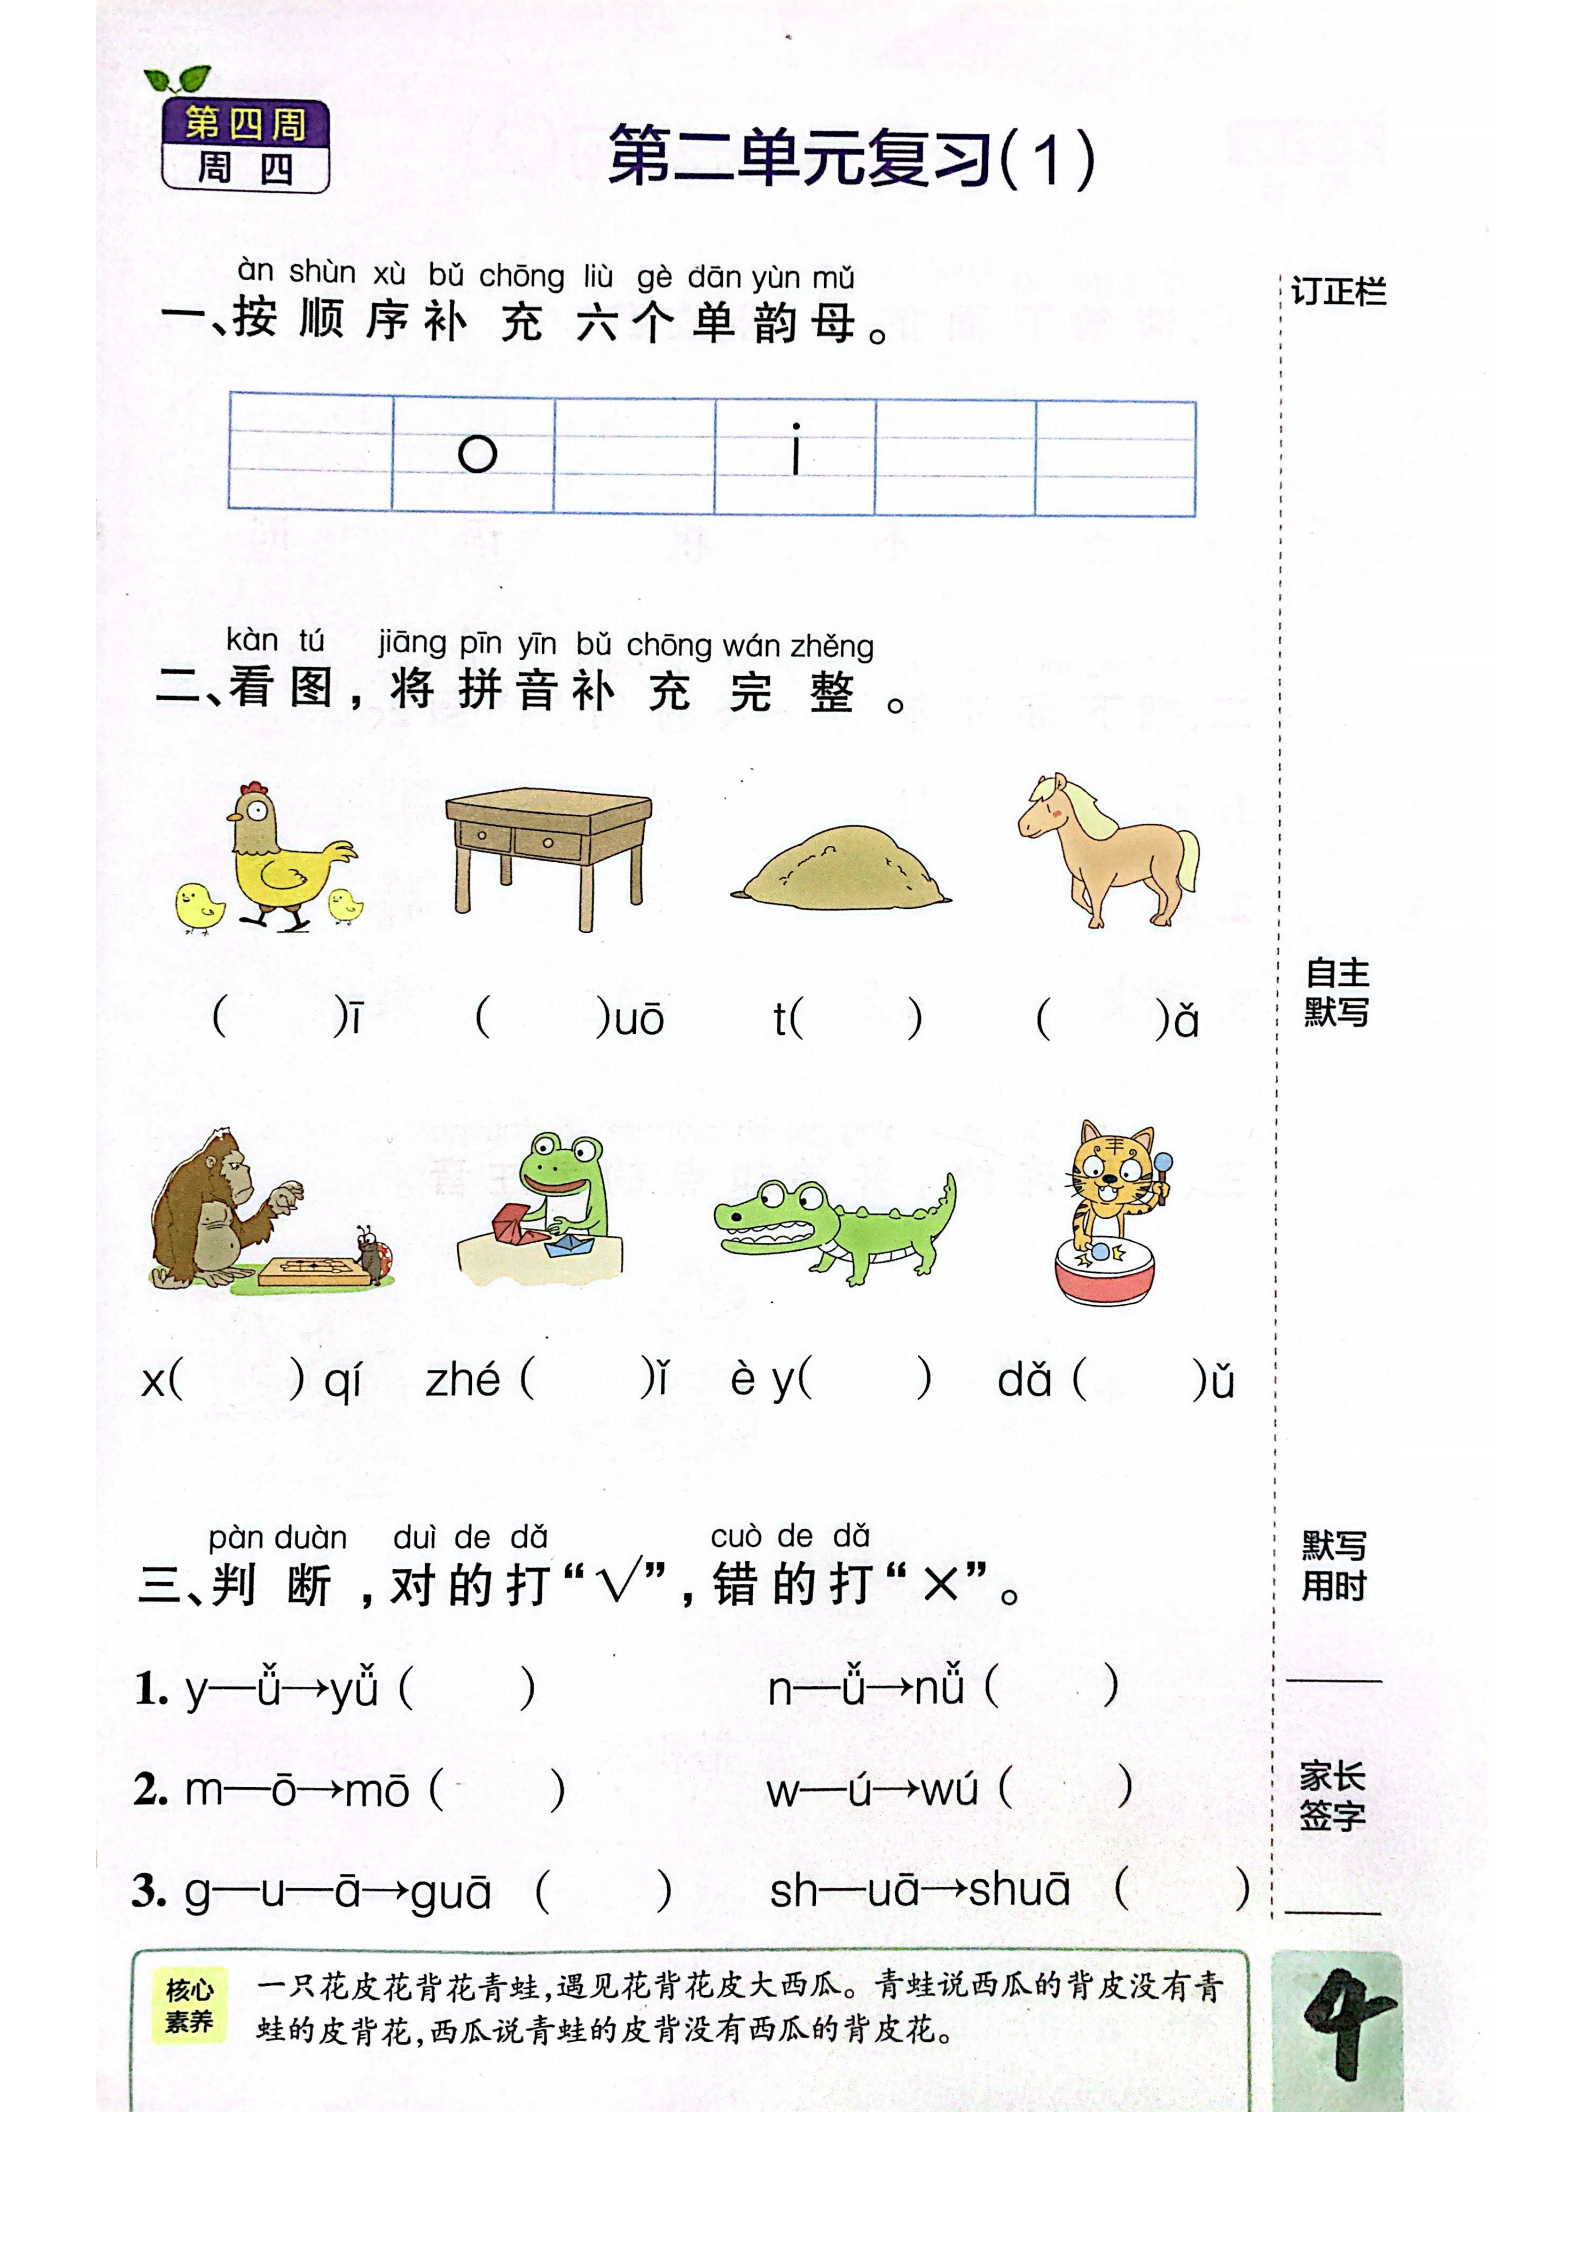 第四周
周四
第二单元复习(1)
àn shùn xù bǔ chōng liù gè dān yùn mǔ
一、按顺序补充六个单韵母。
订正栏
o i
kàn tú jiāng pīn yīn bǔ chōng wán zhěng
二、看图，将拼音补充完整。
( )ī ( )uō t( ) ( )ǎ
自主
默写
x( ) qí zhé ( )ǐ è y( ) dǎ ( )ǔ
pàn duàn duì de dǎ cuò de dǎ
三、判断，对的打“√”，错的打“×”。
默写
用时
1. y—ǚ→yǚ ( ) n—ǚ→nǚ ( )
2. m—ō→mō ( ) w—ú→wú ( )
家长
签字
3. g—u—ā→guā ( ) sh—uā→shuā ( )
核心
素养
一只花皮花背花青蛙,遇见花背花皮大西瓜。青蛙说西瓜的背皮没有青
蛙的皮背花,西瓜说青蛙的皮背没有西瓜的背皮花。